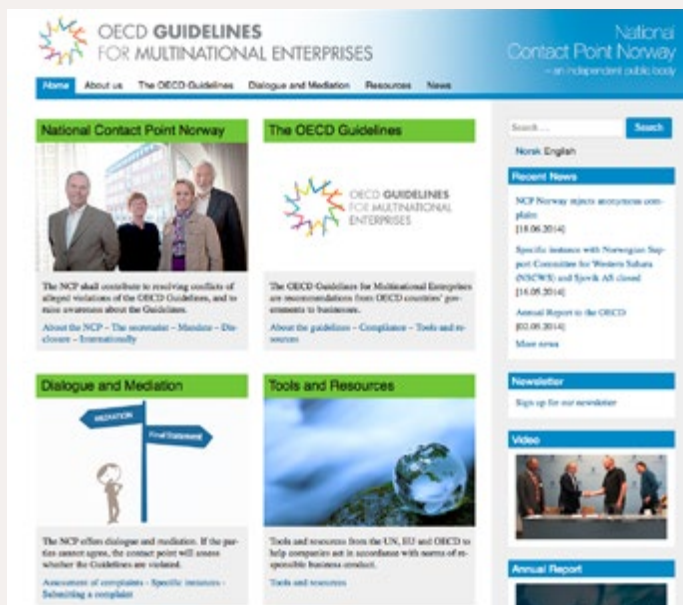 OECD GUIDELINES
FOR MULTINATIONAL ENTERPRISES
National
Contact Point Norway
– an independent public body
Home About us The OECD Guidelines Dialogue and Mediation Resources News
National Contact Point Norway
The NCP shall contribute to resolving conflicts of
alleged violations of the OECD Guidelines, and to
raise awareness about the Guidelines.
About the NCP – The secretariat – Mandate – Dis-
closure – Internationally
The OECD Guidelines
OECD GUIDELINES
FOR MULTINATIONAL
ENTERPRISES
The OECD Guidelines for Multinational Enterprises
are recommendations from OECD countries' gov-
ernments to businesses.
About the guidelines – Compliance – Tools and re-
sources
Dialogue and Mediation
MEDIATION
Final Statement
The NCP offers dialogue and mediation. If the par-
ties cannot agree, the contact point will assess
whether the Guidelines are violated.
Assessment of complaints - Specific instances -
Submitting a complaint
Tools and Resources
Tools and resources from the UN, EU and OECD to
help companies act in accordance with norms of re-
sponsible business conduct.
Tools and resources
Search ...
Search
Norsk English
Recent News
NCP Norway rejects anonymous com-
plaint
[18.06.2014]
Specific instance with Norwegian Sup-
port Committee for Western Sahara
(NSCWS) and Sjovik AS closed
[16.05.2014]
Annual Report to the OECD
[02.05.2014]
More news
Newsletter
Sign up for our newsletter
Video
Annual Report